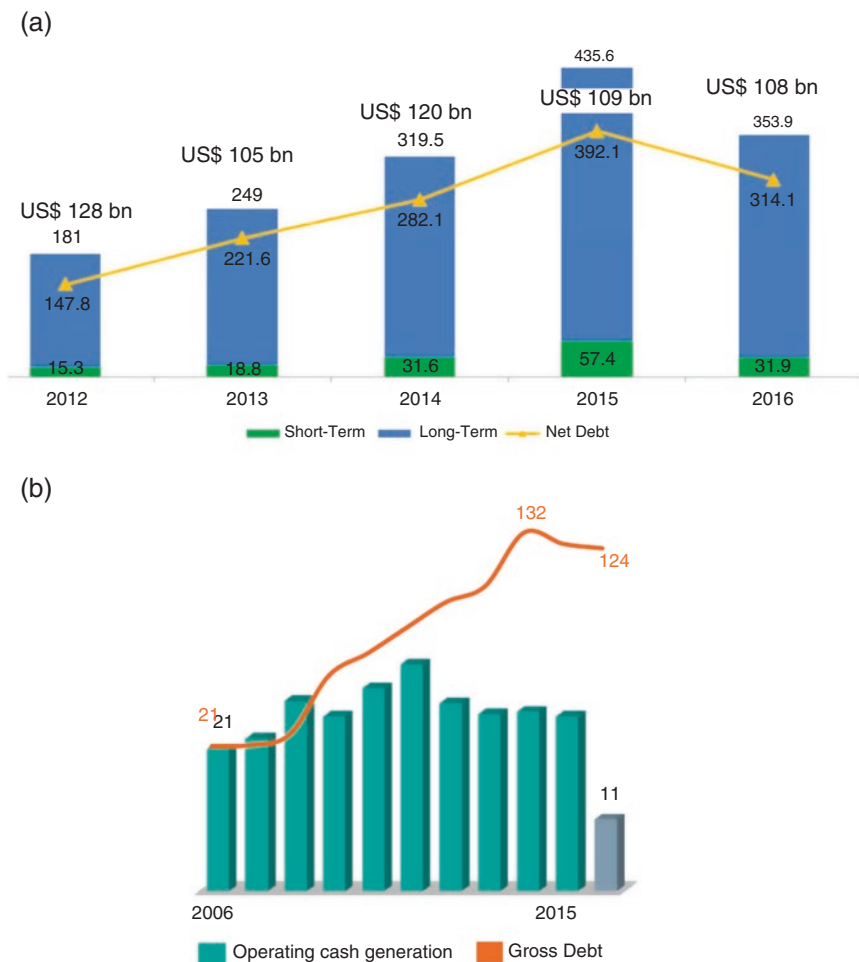 (a)
435.6
US$ 109 bn
US$ 108 bn
353.9
US$ 120 bn
319.5
US$ 105 bn
249
US$ 128 bn
181
147.8
221.6
282.1
392.1
314.1
15.3
18.8
31.6
57.4
31.9
2012 2013 2014 2015 2016
Short-Term Long-Term Net Debt
(b)
132
124
21 21
11
2006 2015
Operating cash generation Gross Debt